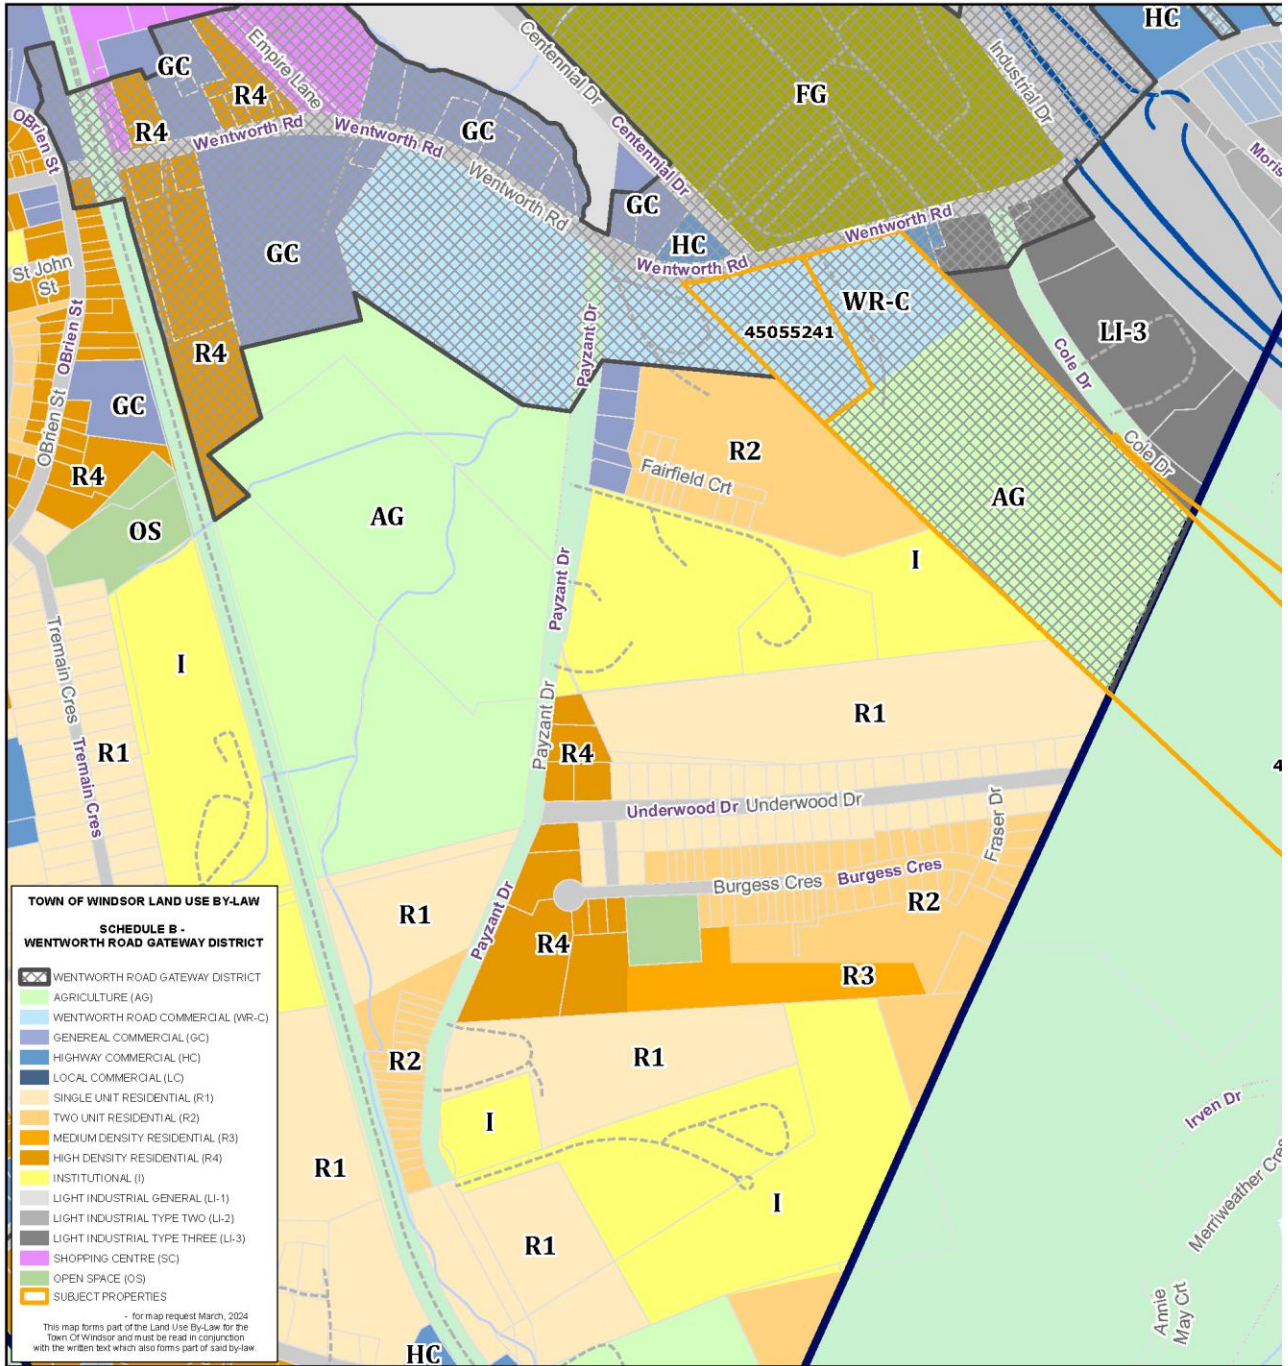 HC
GC
Empire Lane
Centennial Dr
Industrial Dr
FG
R4
OBrien St
R4
Wentworth Rd
Wentworth Rd
GC
Centennial Dr
Moris
Wentworth Rd
GC
Wentworth Rd
HC
Wentworth Rd
GC
St John
St
OBrien St
Payzant Dr
WR-C
45055241
LI-3
Cole Dr
R4
GC
OBrien St
R4
R2
Fairfield Crt
Cole Dr
AG
OS
AG
Payzant Dr
I
Tremain Cres
I
Payzant Dr
R1
R1
Tremain Cres
R4
4
Underwood Dr
Underwood Dr
Fraser Dr
Burgess Cres
Burgess Cres
R1
Payzant Dr
R2
R4
R3
R2
R1
I
Irven Dr
R1
I
Merriweather Cres
R1
Annie
May Crt
HC
TOWN OF WINDSOR LAND USE BY-LAW
SCHEDULE B -
WENTWORTH ROAD GATEWAY DISTRICT
WENTWORTH ROAD GATEWAY DISTRICT
AGRICULTURE (AG)
WENTWORTH ROAD COMMERCIAL (WR-C)
GENEREAL COMMERCIAL (GC)
HIGHWAY COMMERCIAL (HC)
LOCAL COMMERCIAL (LC)
SINGLE UNIT RESIDENTIAL (R1)
TWO UNIT RESIDENTIAL (R2)
MEDIUM DENSITY RESIDENTIAL (R3)
HIGH DENSITY RESIDENTIAL (R4)
INSTITUTIONAL (I)
LIGHT INDUSTRIAL GENERAL (LI-1)
LIGHT INDUSTRIAL TYPE TWO (LI-2)
LIGHT INDUSTRIAL TYPE THREE (LI-3)
SHOPPING CENTRE (SC)
OPEN SPACE (OS)
SUBJECT PROPERTIES
- for map request March, 2024
This map forms part of the Land Use By-Law for the
Town Of Windsor and must be read in conjunction
with the written text which also forms part of said by-law.